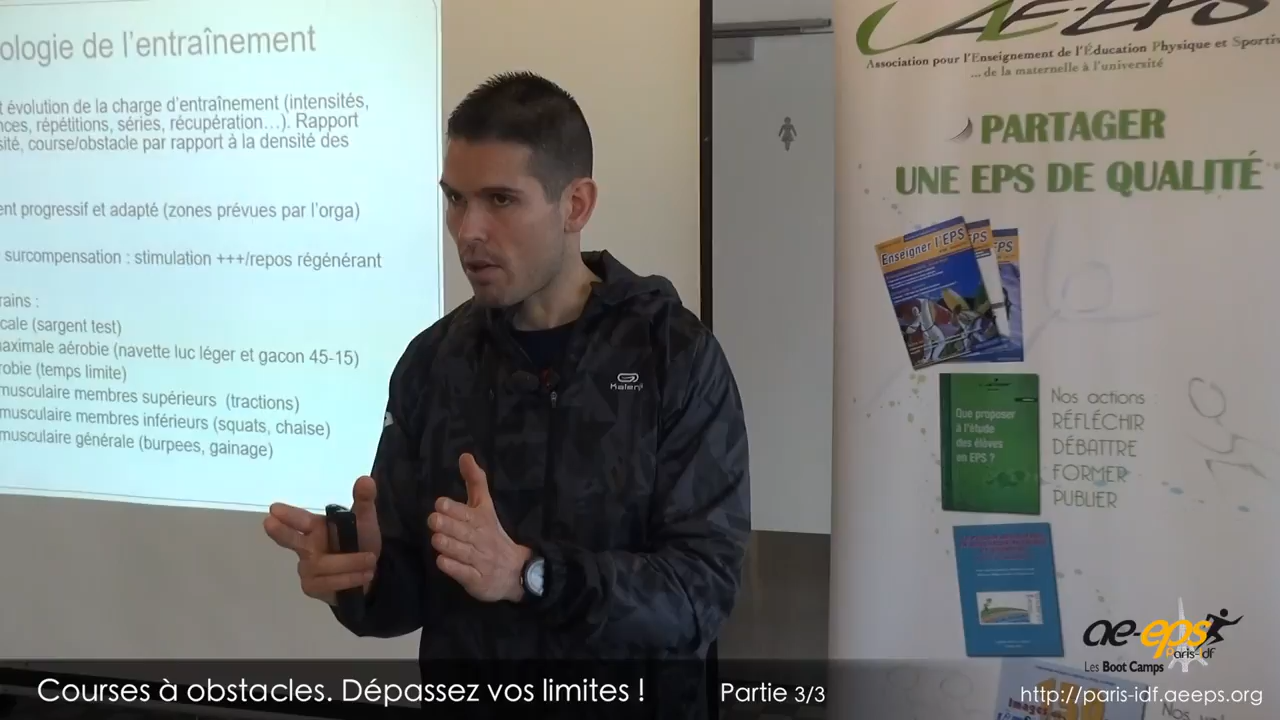 ologie de l'entraînement
t évolution de la charge d'entraînement (intensités,
nces, répétitions, séries, récupération…). Rapport
sité, course/obstacle par rapport à la densité des
ent progressif et adapté (zones prévues par l'orga)
surcompensation : stimulation +++/repos régénérant
rains :
cale (sargent test)
naximale aérobie (navette luc léger et gacon 45-15)
robie (temps limite)
musculaire membres supérieurs (tractions)
musculaire membres inférieurs (squats, chaise)
musculaire générale (burpees, gainage)
Kalenji
AE-EPS
Association pour l'Enseignement de l'Éducation Physique et Sportiv
...de la maternelle à l'université
PARTAGER
UNE EPS DE QUALITÉ
Enseigner l'EPS
EPS
EPS
Que proposer
à l'étude
des élèves
en EPS ?
Nos actions :
RÉFLÉCHIR
DÉBATTRE
FORMER
PUBLIER
Nos
ae-eps
Paris-idf
Les Boot Camps
Courses à obstacles. Dépassez vos limites !
Partie 3/3
http://paris-idf.aeeps.org